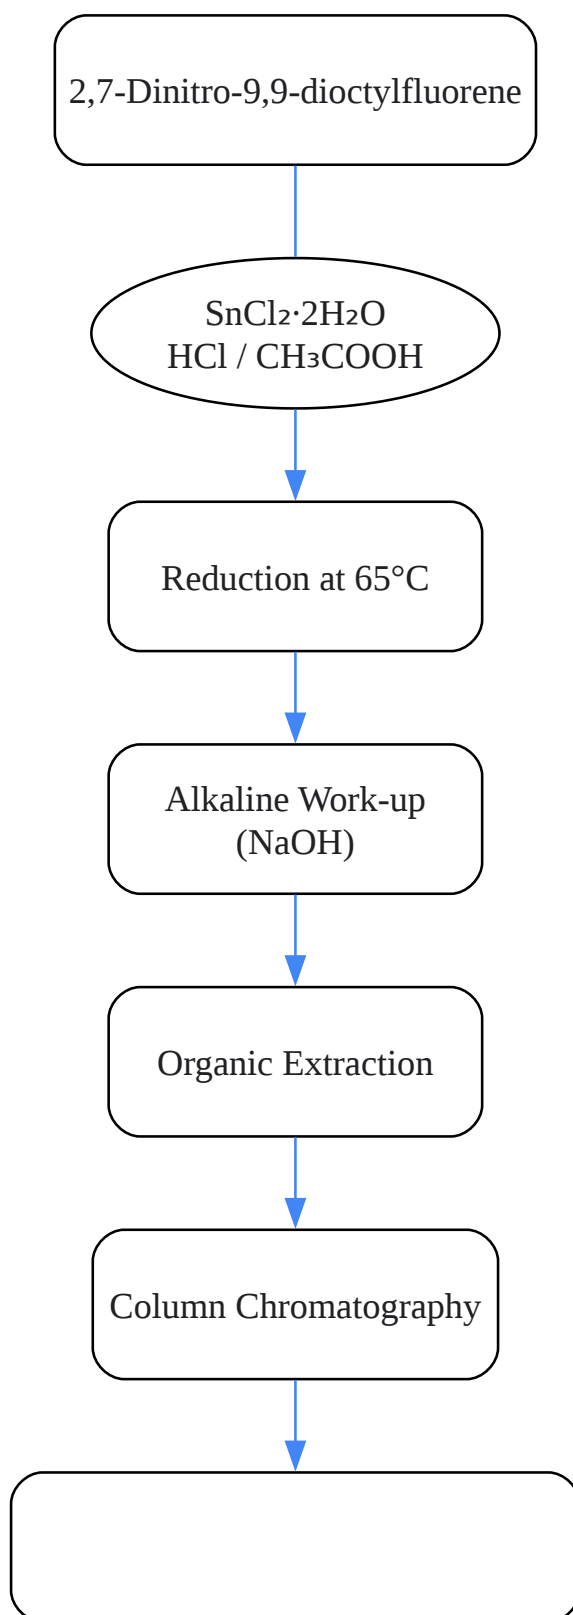 2,7-Dinitro-9,9-dioctylfluorene
SnCl₂·2H₂O
HCl / CH₃COOH
Reduction at 65°C
Alkaline Work-up
(NaOH)
Organic Extraction
Column Chromatography